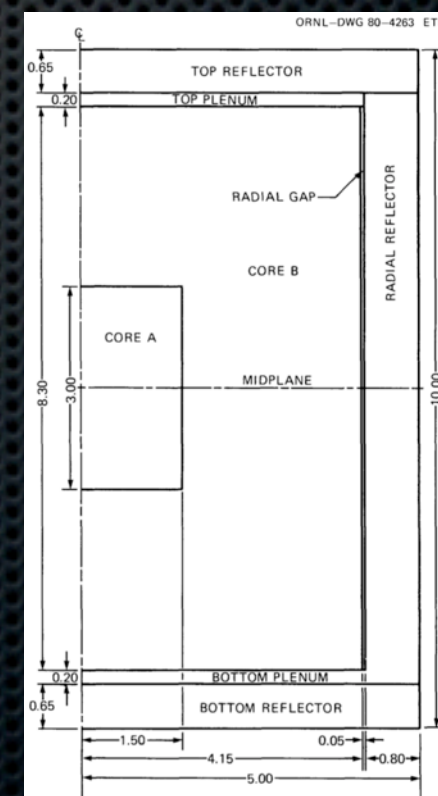 ORNL-DWG 80-4263 ET
℄
0.65
TOP REFLECTOR
0.20
TOP PLENUM
RADIAL GAP
RADIAL REFLECTOR
CORE B
CORE A
8.30
3.00
MIDPLANE
10.00
0.20
BOTTOM PLENUM
0.65
BOTTOM REFLECTOR
1.50
0.05
4.15
0.80
5.00